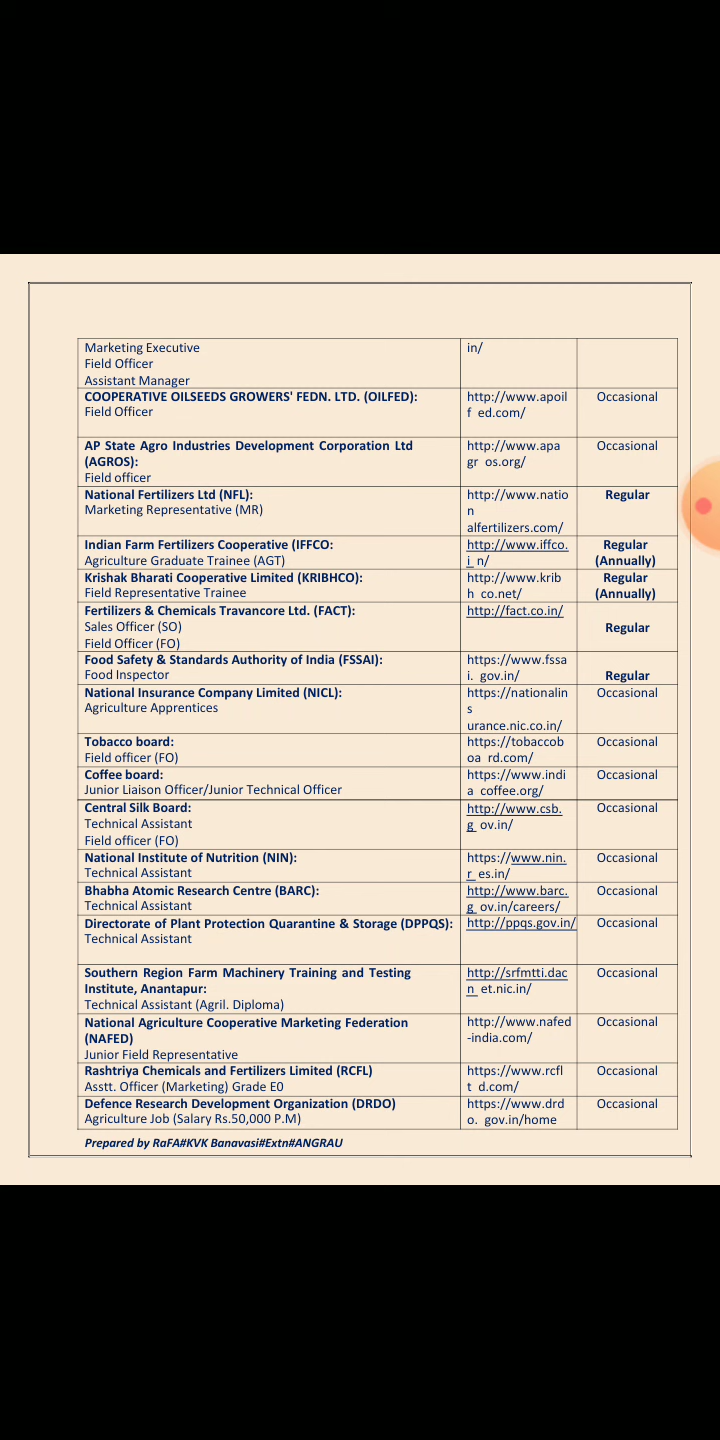 Marketing Executive
Field Officer
Assistant Manager
in/
COOPERATIVE OILSEEDS GROWERS' FEDN. LTD. (OILFED):
Field Officer
http://www.apoil
f ed.com/
Occasional
AP State Agro Industries Development Corporation Ltd
(AGROS):
Field officer
http://www.apa
gr os.org/
Occasional
National Fertilizers Ltd (NFL):
Marketing Representative (MR)
http://www.natio
n
alfertilizers.com/
Regular
Indian Farm Fertilizers Cooperative (IFFCO:
Agriculture Graduate Trainee (AGT)
http://www.iffco.
i n/
Regular
(Annually)
Krishak Bharati Cooperative Limited (KRIBHCO):
Field Representative Trainee
http://www.krib
h co.net/
Regular
(Annually)
Fertilizers & Chemicals Travancore Ltd. (FACT):
Sales Officer (SO)
Field Officer (FO)
http://fact.co.in/
Regular
Food Safety & Standards Authority of India (FSSAI):
Food Inspector
https://www.fssa
i. gov.in/
Regular
National Insurance Company Limited (NICL):
Agriculture Apprentices
https://nationalin
s
urance.nic.co.in/
Occasional
Tobacco board:
Field officer (FO)
https://tobaccob
oa rd.com/
Occasional
Coffee board:
Junior Liaison Officer/Junior Technical Officer
https://www.indi
a coffee.org/
Occasional
Central Silk Board:
Technical Assistant
Field officer (FO)
http://www.csb.
g ov.in/
Occasional
National Institute of Nutrition (NIN):
Technical Assistant
https://www.nin.
r es.in/
Occasional
Bhabha Atomic Research Centre (BARC):
Technical Assistant
http://www.barc.
g ov.in/careers/
Occasional
Directorate of Plant Protection Quarantine & Storage (DPPQS):
Technical Assistant
http://ppqs.gov.in/
Occasional
Southern Region Farm Machinery Training and Testing
Institute, Anantapur:
Technical Assistant (Agril. Diploma)
http://srfmtti.dac
n et.nic.in/
Occasional
National Agriculture Cooperative Marketing Federation
(NAFED)
Junior Field Representative
http://www.nafed
-india.com/
Occasional
Rashtriya Chemicals and Fertilizers Limited (RCFL)
Asstt. Officer (Marketing) Grade E0
https://www.rcfl
t d.com/
Occasional
Defence Research Development Organization (DRDO)
Agriculture Job (Salary Rs.50,000 P.M)
https://www.drd
o. gov.in/home
Occasional
Prepared by RaFA#KVK Banavasi#Extn#ANGRAU